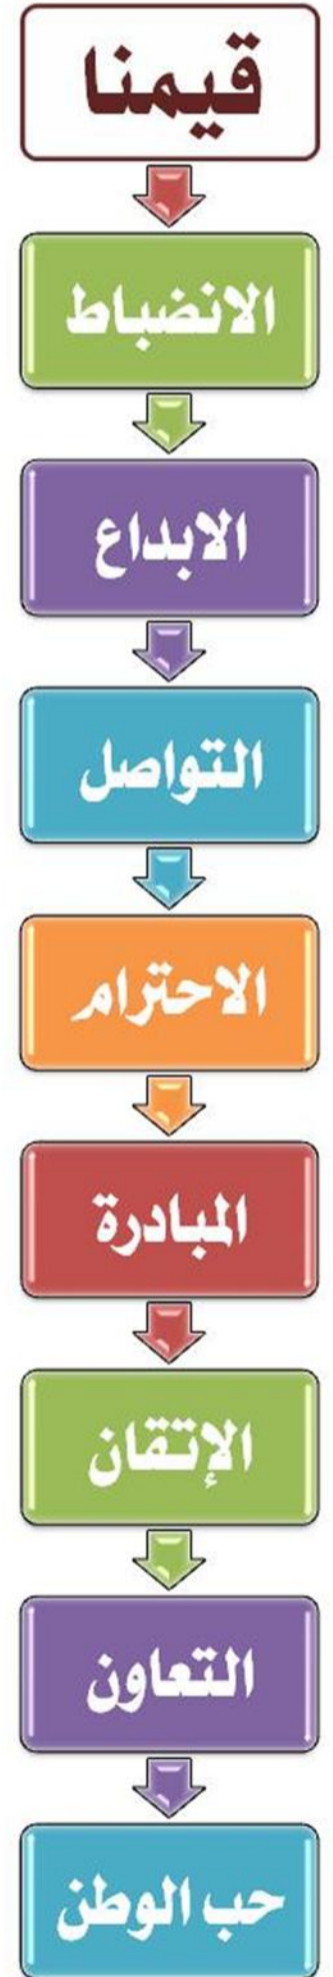 قيمنا
الانضباط
الابداع
التواصل
الاحترام
المبادرة
الإتقان
التعاون
حب الوطن